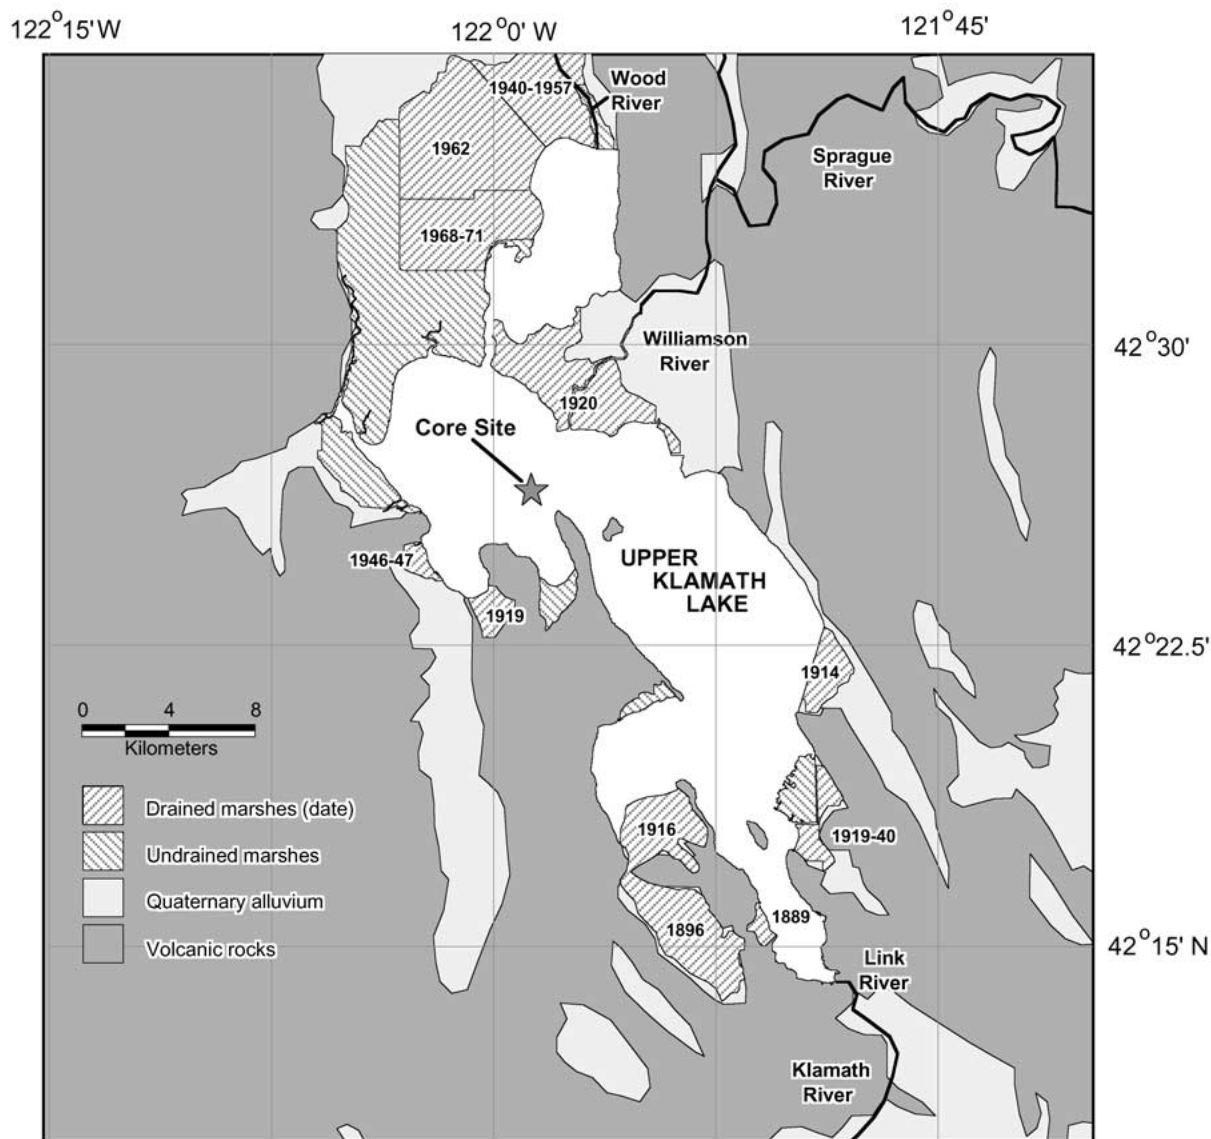 122°15' W
122°0' W
121°45'
Wood
River
1940-1957
1962
Sprague
River
1968-71
Williamson
River
42°30'
1920
Core Site
1946-47
UPPER
KLAMATH
LAKE
1919
42°22.5'
1914
0 4 8
Kilometers
Drained marshes (date)
1916
1919-40
Undrained marshes
Quaternary alluvium
1889
1896
Volcanic rocks
42°15' N
Link
River
Klamath
River